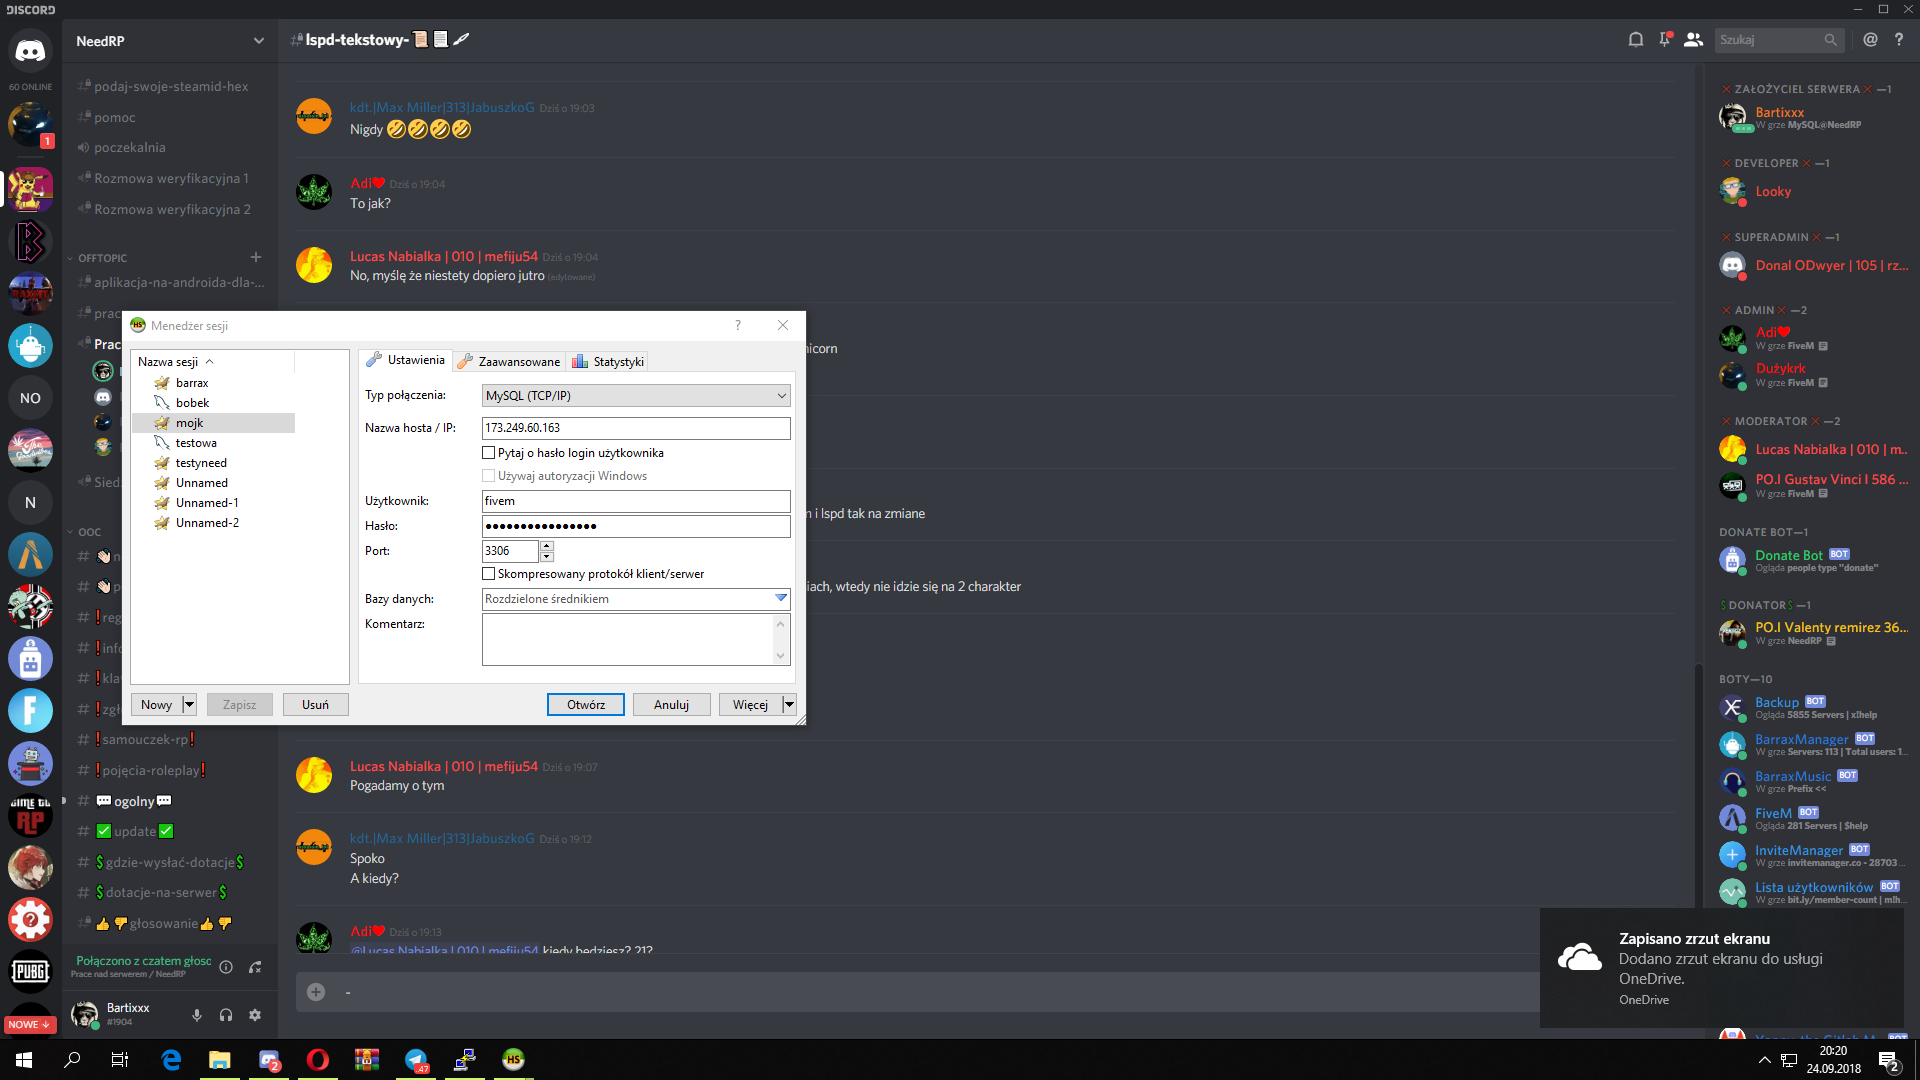 DISCORD
NeedRP
60 ONLINE
1
NO
N
NOWE
podaj-swoje-steamid-hex
pomoc
poczekalnia
Rozmowa weryfikacyjna 1
Rozmowa weryfikacyjna 2
OFFTOPIC
aplikacja-na-androida-dla-...
OOC
samouczek-rp
pojęcia-roleplay
ogolny
update
gdzie-wysłać-dotacje
dotacje-na-serwer
głosowanie
Połączono z czatem głosc
Prace nad serwerem / NeedRP
Bartixxx
#1904
lspd-tekstowy-
Szukaj
kdt.|Max Miller|313|JabuszkoG Dziś o 19:03
Nigdy
Adi Dziś o 19:04
To jak?
Lucas Nabialka | 010 | mefiju54 Dziś o 19:04
No, myślę że niestety dopiero jutro (edytowane)
nicorn
n i lspd tak na zmiane
iach, wtedy nie idzie się na 2 charakter
Lucas Nabialka | 010 | mefiju54 Dziś o 19:07
Pogadamy o tym
kdt.|Max Miller|313|JabuszkoG Dziś o 19:12
Spoko
A kiedy?
Adi Dziś o 19:13
@Lucas Nabialka | 010 | mefiju54 kiedy będziesz? 21?
-
Menedżer sesji
?
Nazwa sesji
barrax
bobek
mojk
testowa
testyneed
Unnamed
Unnamed-1
Unnamed-2
Ustawienia
Zaawansowane
Statystyki
Typ połączenia: MySQL (TCP/IP)
Nazwa hosta / IP: 173.249.60.163
Pytaj o hasło login użytkownika
Używaj autoryzacji Windows
Użytkownik: fivem
Hasło: ●●●●●●●●●●●●●●●●
Port: 3306
Skompresowany protokół klient/serwer
Bazy danych: Rozdzielone średnikiem
Komentarz:
Nowy
Zapisz
Usuń
Otwórz
Anuluj
Więcej
ZAŁOŻYCIEL SERWERA —1
Bartixxx
W grze MySQL@NeedRP
DEVELOPER —1
Looky
SUPERADMIN —1
Donal ODwyer | 105 | rz...
ADMIN —2
Adi
W grze FiveM
Dużykrk
W grze FiveM
MODERATOR —2
Lucas Nabialka | 010 | m...
PO.I Gustav Vinci I 586 ...
W grze FiveM
DONATE BOT—1
Donate Bot BOT
Ogląda people type "donate"
$DONATOR$ —1
PO.I Valenty remirez 36...
W grze NeedRP
BOTY—10
Backup BOT
Ogląda 5855 Servers | x!help
BarraxManager BOT
W grze Servers: 113 | Total users: 1...
BarraxMusic BOT
W grze Prefix <<
FiveM BOT
Ogląda 281 Servers | $help
InviteManager BOT
W grze invitemanager.co - 28703 ...
Lista użytkowników BOT
W grze bit.ly/member-count | m!h...
Zapisano zrzut ekranu
Dodano zrzut ekranu do usługi
OneDrive.
OneDrive
20:20
24.09.2018